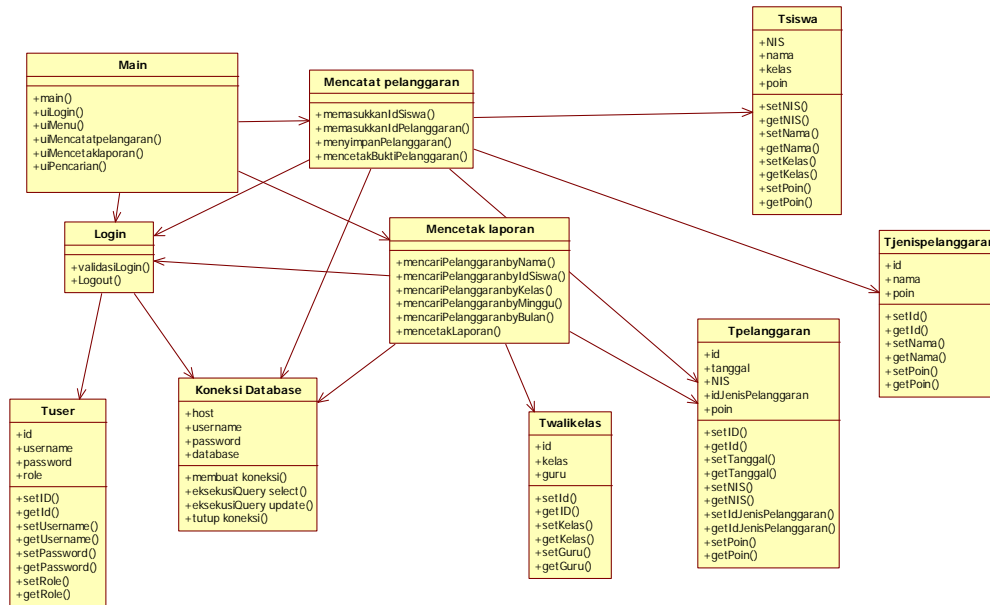 Main
+main()
+uiLogin()
+uiMenu()
+uiMencatatpelangaran()
+uiMencetaklaporan()
+uiPencarian()
Mencatat pelanggaran
+memasukkanIdSiswa()
+memasukkanIdPelanggaran()
+menyimpanPelanggaran()
+mencetakBuktiPelanggaran()
Tsiswa
+NIS
+nama
+kelas
+poin
+setNIS()
+getNIS()
+setNama()
+getNama()
+setKelas()
+getKelas()
+setPoin()
+getPoin()
Login
+validasiLogin()
+Logout()
Mencetak laporan
+mencariPelanggaranbyNama()
+mencariPelanggaranbyIdSiswa()
+mencariPelanggaranbyKelas()
+mencariPelanggaranbyMinggu()
+mencariPelanggaranbyBulan()
+mencetakLaporan()
Tjenispelanggaran
+id
+nama
+poin
+setId()
+getId()
+setNama()
+getNama()
+setPoin()
+getPoin()
Tuser
+id
+username
+password
+role
+setID()
+getId()
+setUsername()
+getUsername()
+setPassword()
+getPassword()
+setRole()
+getRole()
Koneksi Database
+host
+username
+password
+database
+membuat koneksi()
+eksekusiQuery select()
+eksekusiQuery update()
+tutup koneksi()
Twalikelas
+id
+kelas
+guru
+setId()
+getID()
+setKelas()
+getKelas()
+setGuru()
+getGuru()
Tpelanggaran
+id
+tanggal
+NIS
+idJenisPelanggaran
+poin
+setID()
+getId()
+setTanggal()
+getTanggal()
+setNIS()
+getNIS()
+setIdJenisPelanggaran()
+getIdJenisPelanggaran()
+setPoin()
+getPoin()